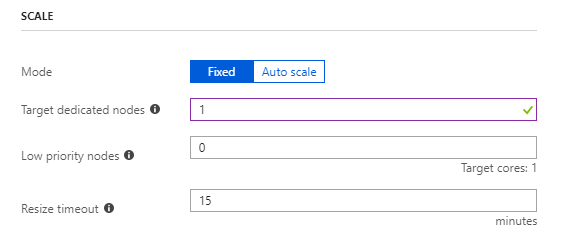 SCALE
Mode Fixed Auto scale
Target dedicated nodes 1
Low priority nodes 0
Target cores: 1
Resize timeout 15
minutes